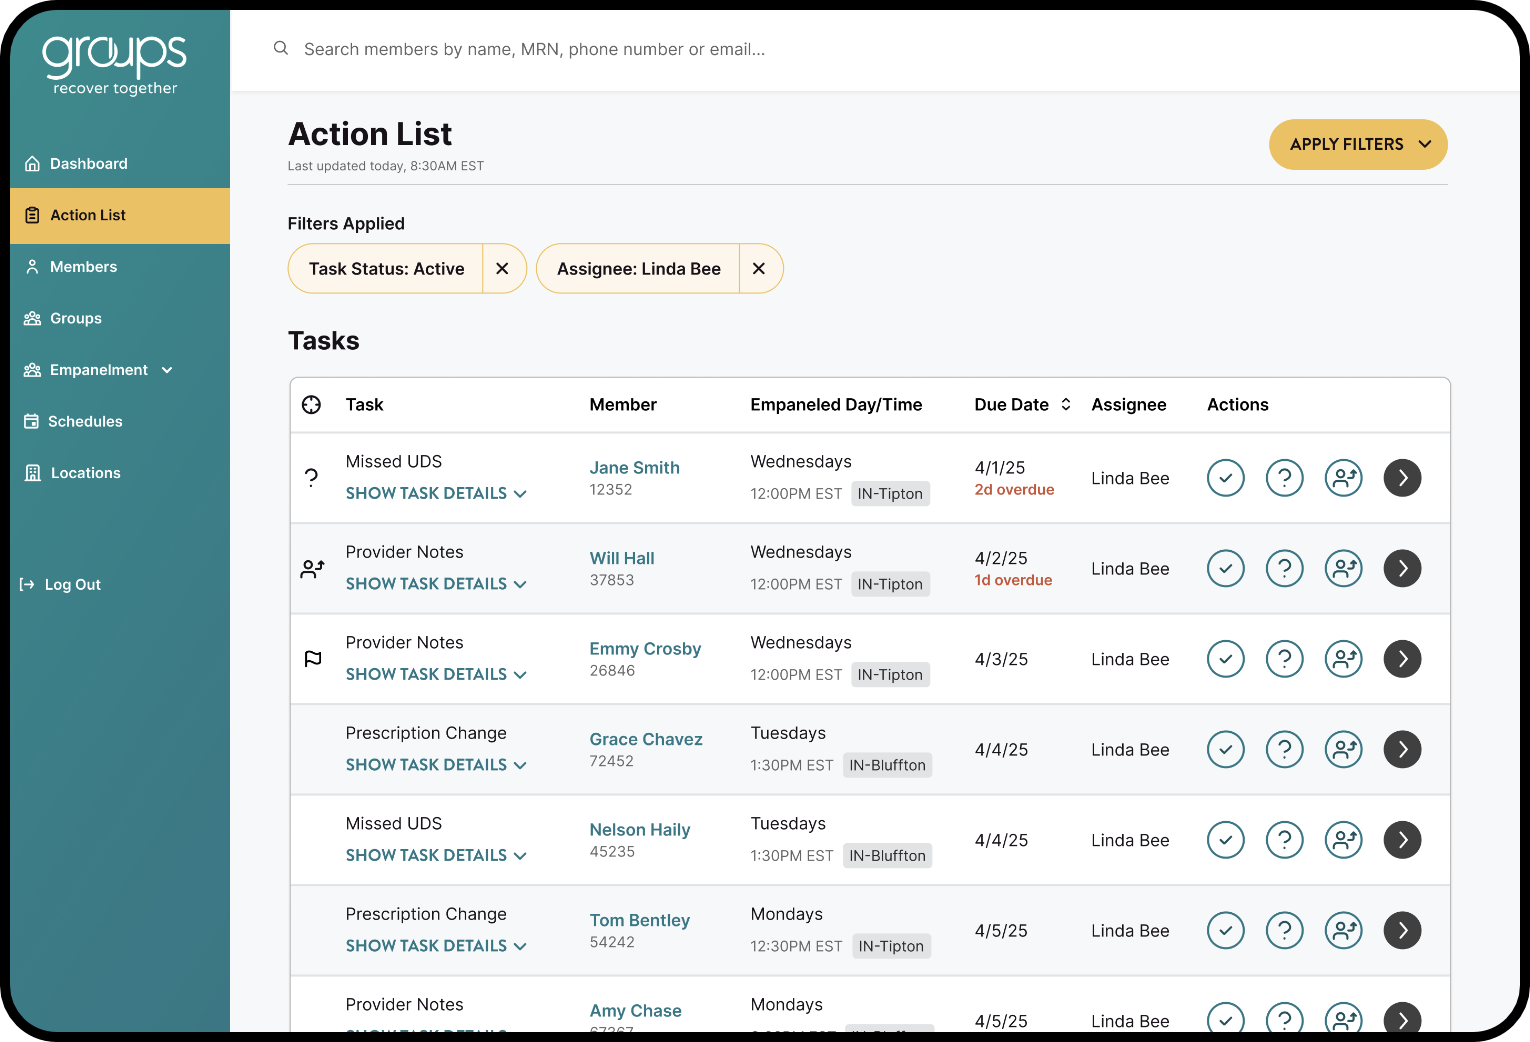 groups
recover together
Search members by name, MRN, phone number or email...
Dashboard
Action List
Members
Groups
Empanelment
Schedules
Locations
Log Out
Action List
Last updated today, 8:30AM EST
APPLY FILTERS
Filters Applied
Task Status: Active
Assignee: Linda Bee
Tasks
Task Member Empaneled Day/Time Due Date Assignee Actions
Missed UDS
SHOW TASK DETAILS
Jane Smith
12352
Wednesdays
12:00PM EST IN-Tipton
4/1/25
2d overdue
Linda Bee
Provider Notes
SHOW TASK DETAILS
Will Hall
37853
Wednesdays
12:00PM EST IN-Tipton
4/2/25
1d overdue
Linda Bee
Provider Notes
SHOW TASK DETAILS
Emmy Crosby
26846
Wednesdays
12:00PM EST IN-Tipton
4/3/25
Linda Bee
Prescription Change
SHOW TASK DETAILS
Grace Chavez
72452
Tuesdays
1:30PM EST IN-Bluffton
4/4/25
Linda Bee
Missed UDS
SHOW TASK DETAILS
Nelson Haily
45235
Tuesdays
1:30PM EST IN-Bluffton
4/4/25
Linda Bee
Prescription Change
SHOW TASK DETAILS
Tom Bentley
54242
Mondays
12:30PM EST IN-Tipton
4/5/25
Linda Bee
Provider Notes
Amy Chase
Mondays
4/5/25
Linda Bee